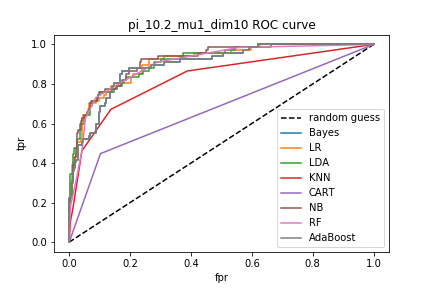 pi_10.2_mu1_dim10 ROC curve
1.0
0.8
0.6
0.4
0.2
0.0
tpr
0.0 0.2 0.4 0.6 0.8 1.0
fpr
random guess
Bayes
LR
LDA
KNN
CART
NB
RF
AdaBoost